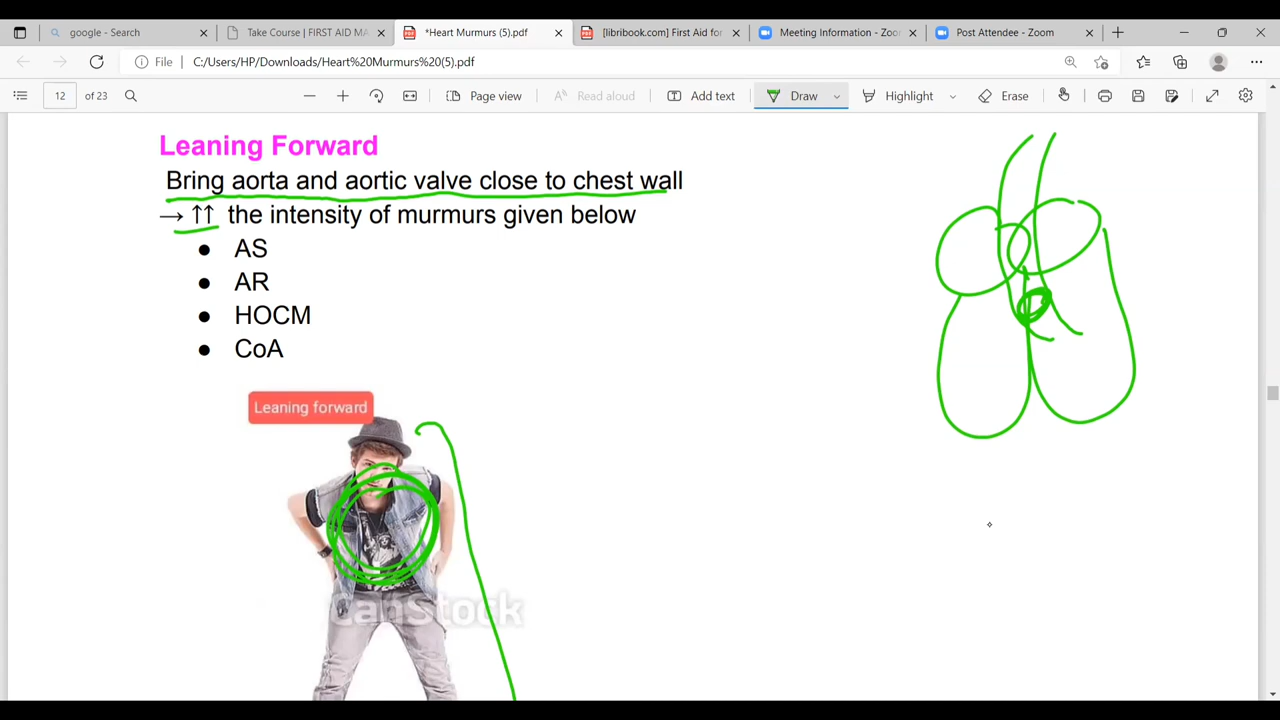 google - Search
Take Course | FIRST AID MA
*Heart Murmurs (5).pdf
[libribook.com] First Aid for
Meeting Information - Zoo
Post Attendee - Zoom
File
C:/Users/HP/Downloads/Heart%20Murmurs%20(5).pdf
12 of 23
Page view
Read aloud
Add text
Draw
Highlight
Erase
Leaning Forward
Bring aorta and aortic valve close to chest wall
→ ↑↑ the intensity of murmurs given below
● AS
● AR
● HOCM
● CoA
Leaning forward
CanStock